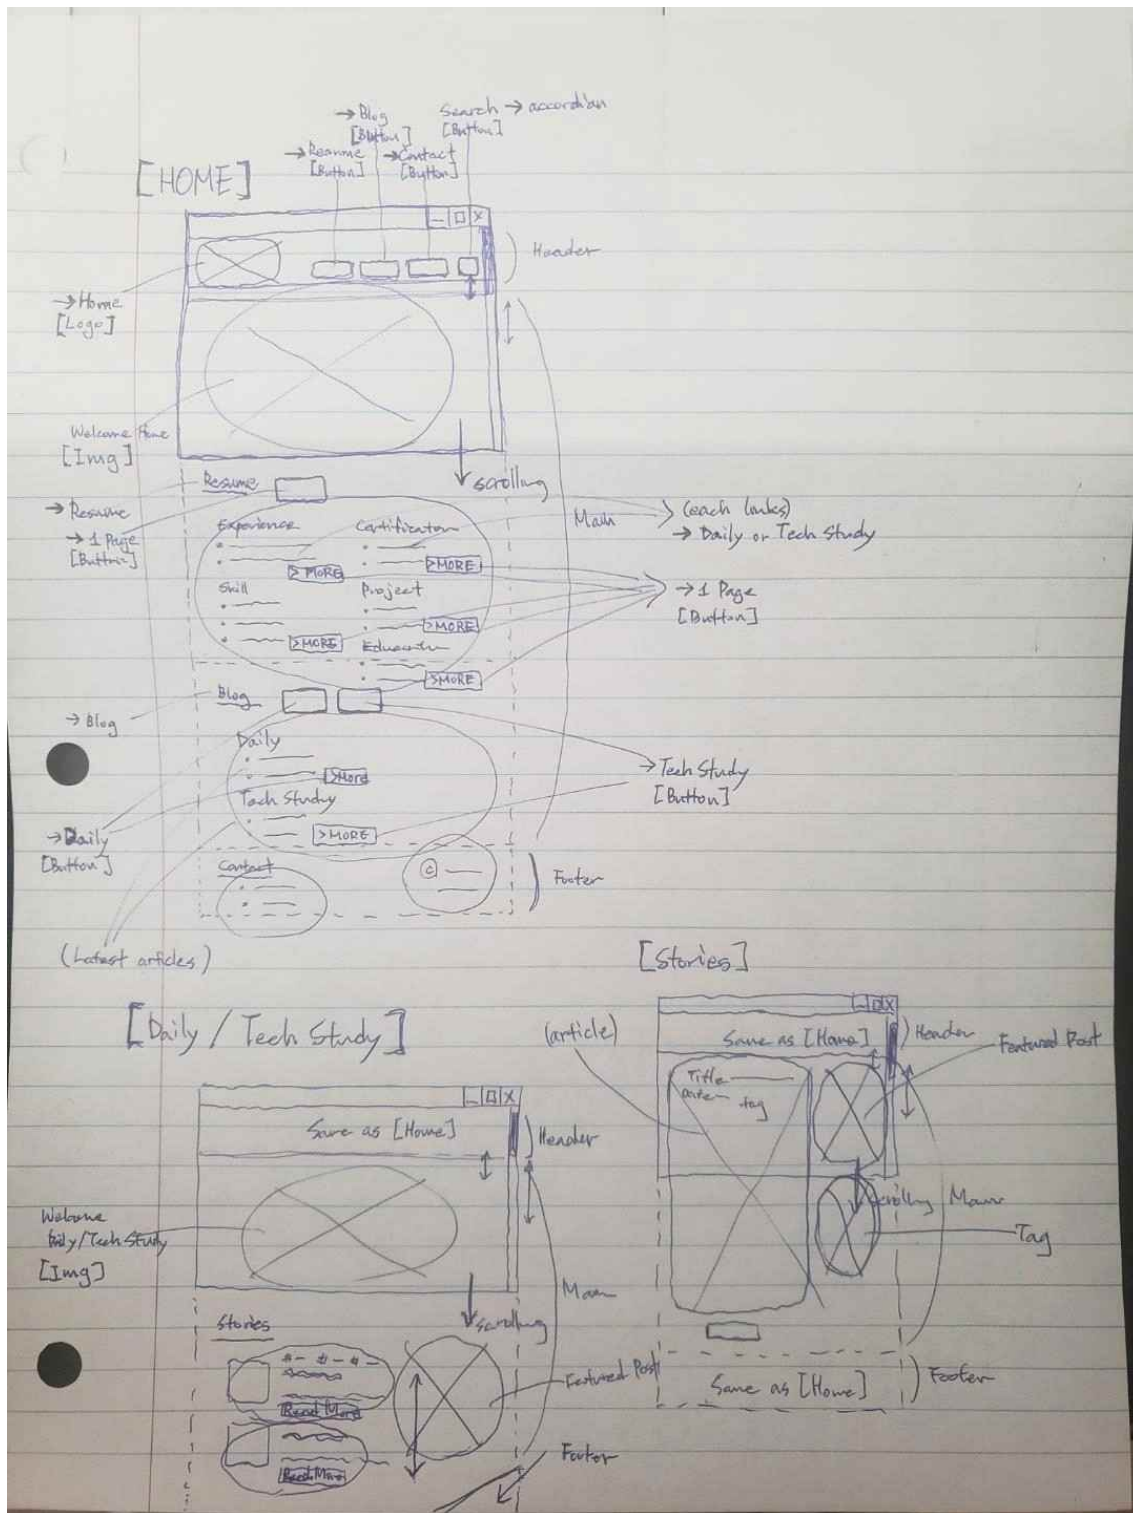 → Blog
[Button]
Search → accordian
[Button]
→ Resume
[Button]
→ Contact
[Button]
[HOME]
_ □ X
Header
→ Home
[Logo]
Welcome Home
[Img]
scrolling
Resume
→ Resume
→ 1 Page
[Button]
Experience
Certification
> MORE
>MORE
Skill
Project
>MORE
>MORE
Education
>MORE
Main
(each links)
→ Daily or Tech Study
→ 1 Page
[Button]
Blog
→ Blog
Daily
>More
Tech Study
>MORE
→ Tech Study
[Button]
→ Daily
[Button]
Contact
©
Footer
(Latest articles)
[Daily / Tech Study]
_ □ X
Same as [Home]
Header
Welcome
Daily/Tech Study
[Img]
Main
scrolling
Stories
# - # - # -
Read More
Read More
Featured Post
Footer
[Stories]
_ □ X
(article)
Same as [Home]
Header
Featured Post
Title
date
tag
scrolling
Main
Tag
Same as [Home]
Footer